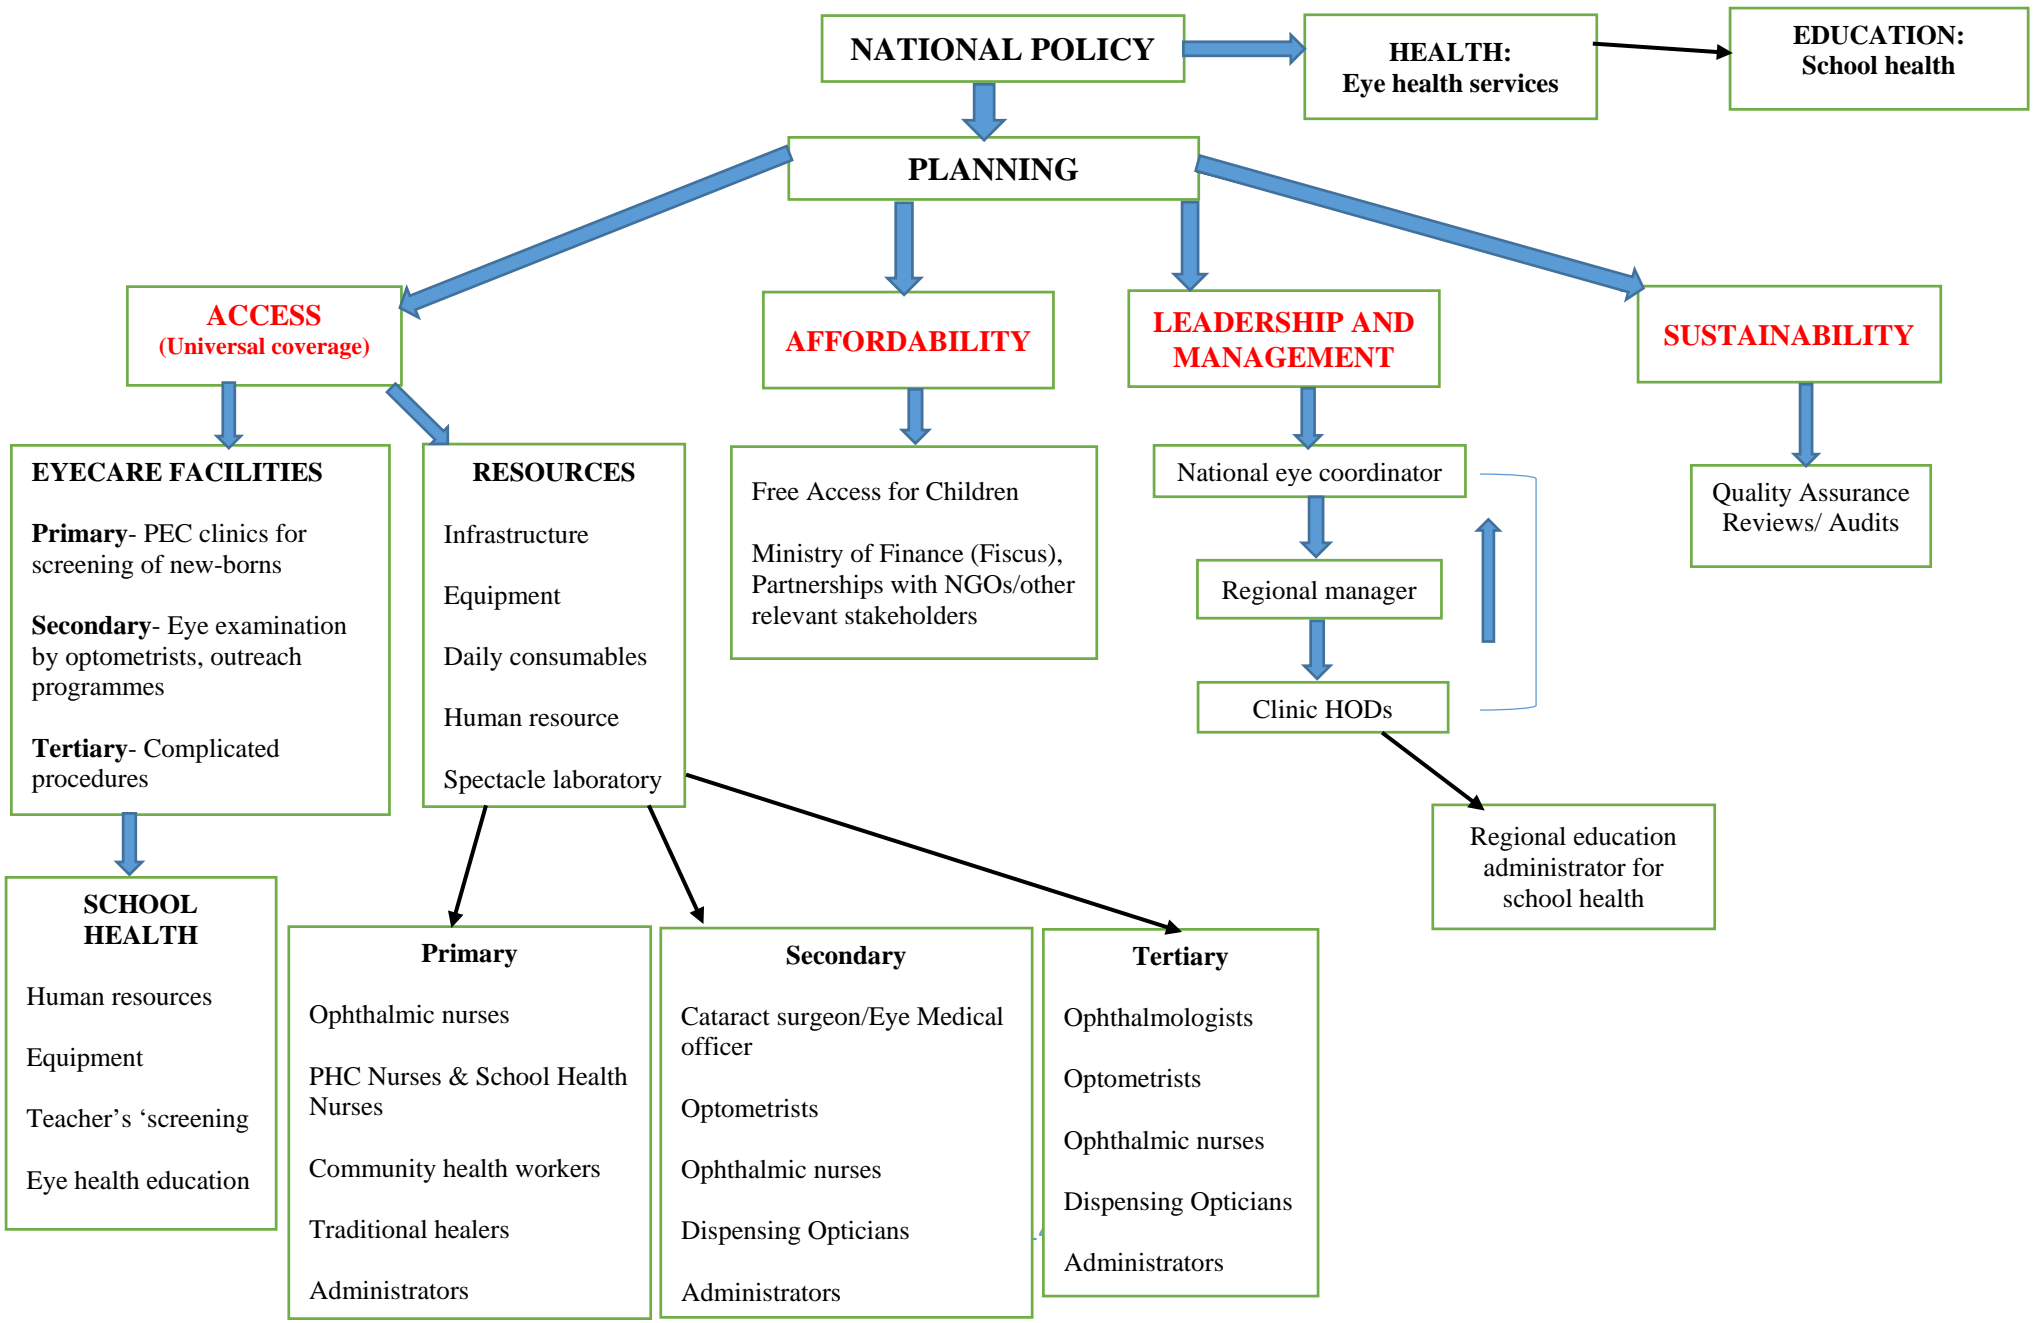 NATIONAL POLICY
HEALTH:
Eye health services
EDUCATION:
School health
PLANNING
ACCESS
(Universal coverage)
AFFORDABILITY
LEADERSHIP AND
MANAGEMENT
SUSTAINABILITY
EYECARE FACILITIES
Primary- PEC clinics for
screening of new-borns
Secondary- Eye examination
by optometrists, outreach
programmes
Tertiary- Complicated
procedures
RESOURCES
Infrastructure
Equipment
Daily consumables
Human resource
Spectacle laboratory
Free Access for Children
Ministry of Finance (Fiscus),
Partnerships with NGOs/other
relevant stakeholders
National eye coordinator
Regional manager
Clinic HODs
Quality Assurance
Reviews/ Audits
Regional education
administrator for
school health
SCHOOL
HEALTH
Human resources
Equipment
Teacher’s ‘screening
Eye health education
Primary
Ophthalmic nurses
PHC Nurses & School Health
Nurses
Community health workers
Traditional healers
Administrators
Secondary
Cataract surgeon/Eye Medical
officer
Optometrists
Ophthalmic nurses
Dispensing Opticians
Administrators
Tertiary
Ophthalmologists
Optometrists
Ophthalmic nurses
Dispensing Opticians
Administrators